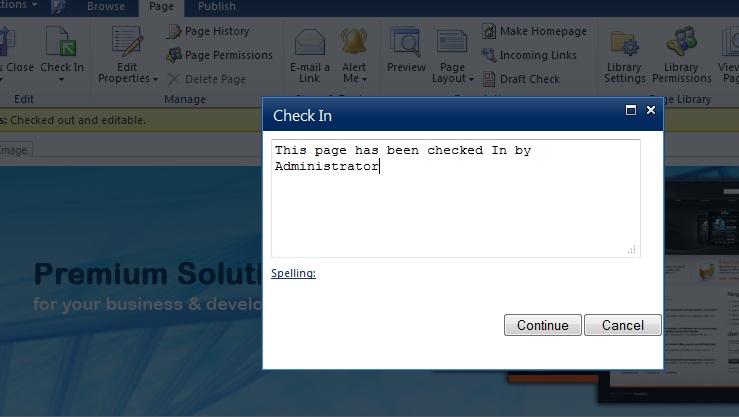 ctions
Browse
Page
Publish
& Close
Check In
Edit
Properties
Page History
Page Permissions
Delete Page
E-mail a
Link
Alert
Me
Preview
Page
Layout
Make Homepage
Incoming Links
Draft Check
Library
Settings
Library
Permissions
Edit
Manage
Page Library
s: Checked out and editable.
Image
Check In
This page has been checked In by
Administrator
Spelling:
Continue
Cancel
Premium Soluti
for your business & develo